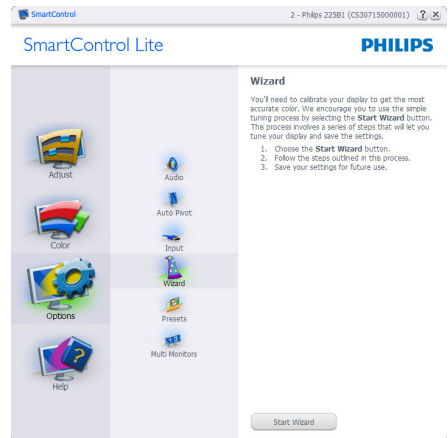 SmartControl
2 - Philips 225B1 (CS30715000001)
SmartControl Lite
PHILIPS
Adjust
Color
Options
Help
Audio
Auto Pivot
Input
Wizard
Presets
Multi Monitors
Wizard
You'll need to calibrate your display to get the most
accurate color. We encourage you to use the simple
tuning process by selecting the Start Wizard button.
This process involves a series of steps that will let you
tune your display and save the settings.
1. Choose the Start Wizard button.
2. Follow the steps outlined in this process.
3. Save your settings for future use.
Start Wizard